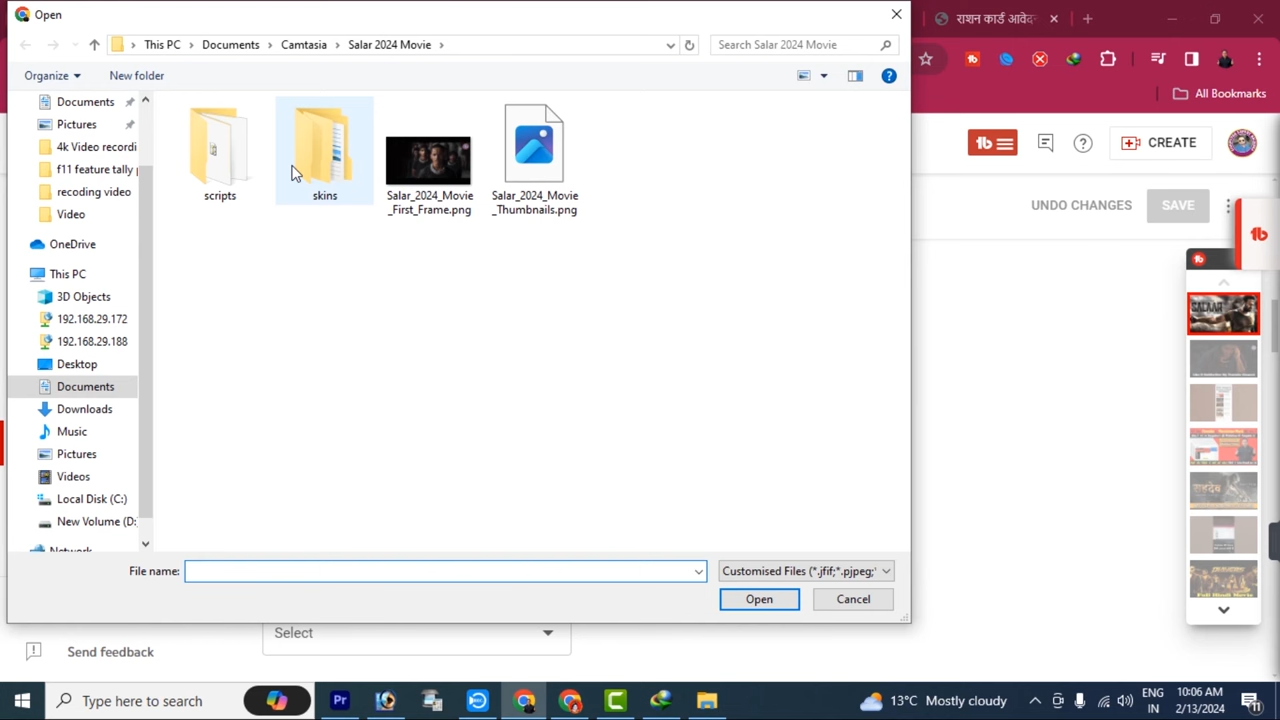 Open
राशन कार्ड आवेद
This PC > Documents > Camtasia > Salar 2024 Movie >
Search Salar 2024 Movie
Organize
New folder
All Bookmarks
Documents
Pictures
4k Video recordi
f11 feature tally
recoding video
Video
OneDrive
This PC
3D Objects
192.168.29.172
192.168.29.188
Desktop
Documents
Downloads
Music
Pictures
Videos
Local Disk (C:)
New Volume (D:
Network
scripts
skins
Salar_2024_Movie
_First_Frame.png
Salar_2024_Movie
_Thumbnails.png
CREATE
UNDO CHANGES
SAVE
SALAAR
File name:
Customised Files (*.jfif;*.pjpeg;*
Open
Cancel
Select
Send feedback
Type here to search
Pr
13°C Mostly cloudy
ENG
IN
10:06 AM
2/13/2024
11